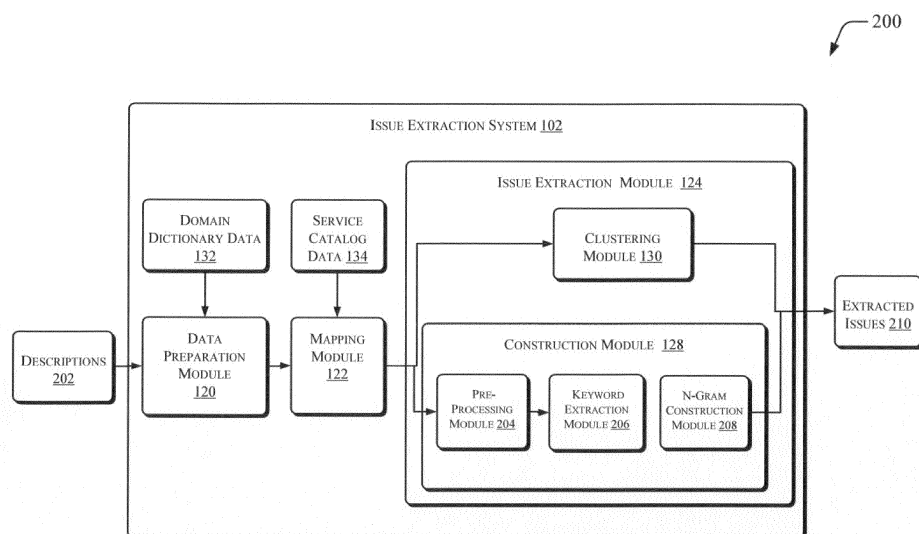 200
ISSUE EXTRACTION SYSTEM 102
ISSUE EXTRACTION MODULE 124
DOMAIN
DICTIONARY DATA
132
SERVICE
CATALOG
DATA 134
CLUSTERING
MODULE 130
DESCRIPTIONS
202
DATA
PREPARATION
MODULE
120
MAPPING
MODULE
122
CONSTRUCTION MODULE 128
PRE-
PROCESSING
MODULE 204
KEYWORD
EXTRACTION
MODULE 206
N-GRAM
CONSTRUCTION
MODULE 208
EXTRACTED
ISSUES 210